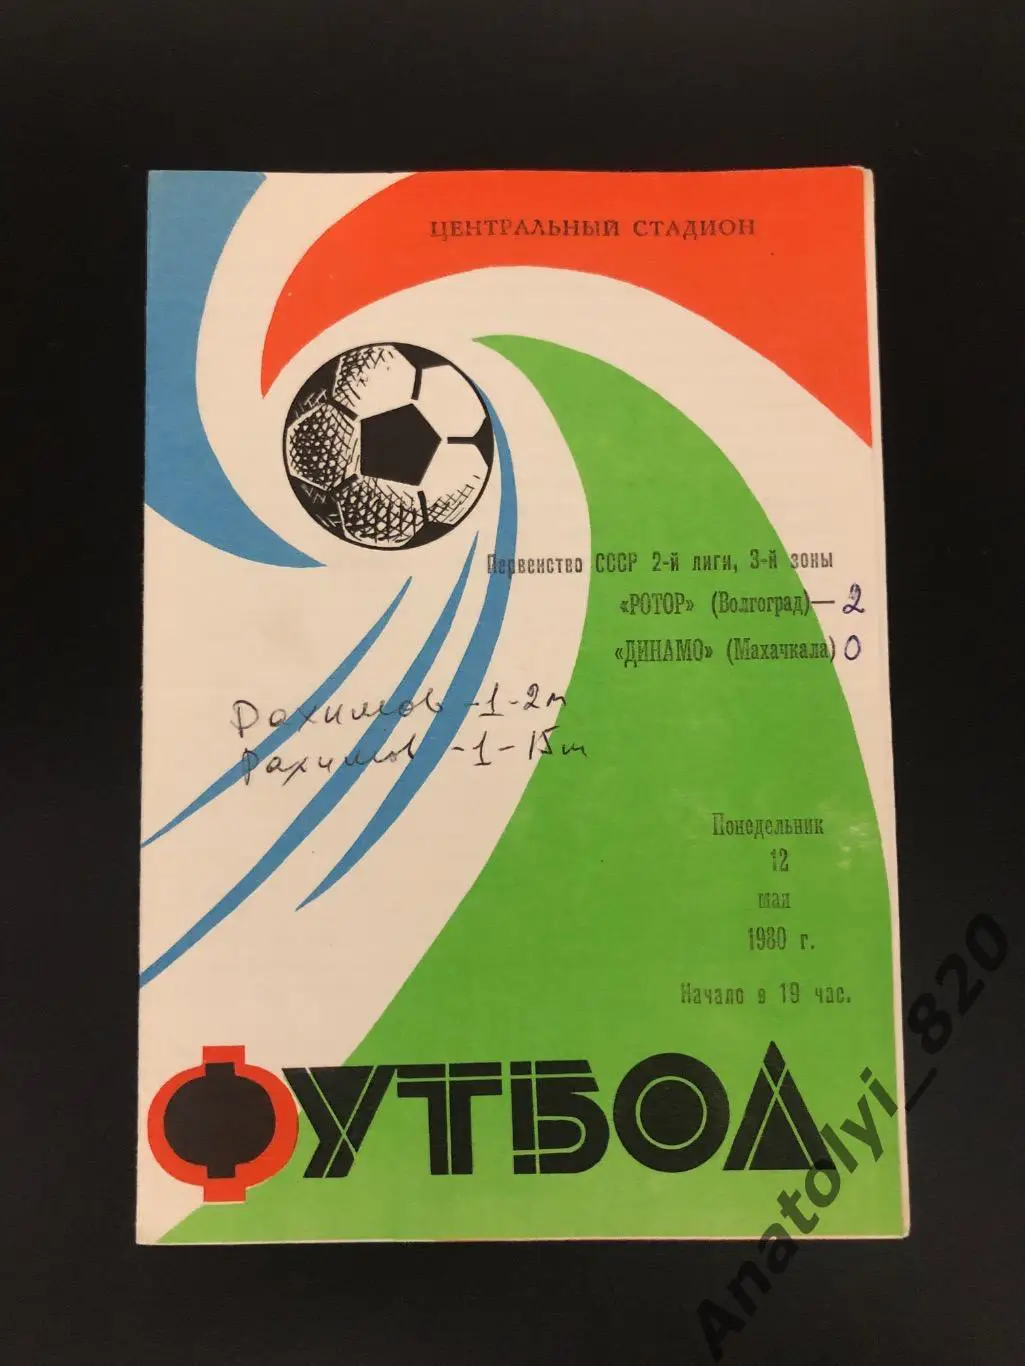 ЦЕНТРАЛЬНЫЙ СТАДИОН
Первенство СССР 2-й лиги, 3-й зоны
«РОТОР» (Волгоград)— 2
«ДИНАМО» (Махачкала) 0
Рахимов -1-2м
Рахимов -1-15м
Понедельник
12
мая
1980 г.
Начало в 19 час.
ФУТБОЛ
Anatolyi_820